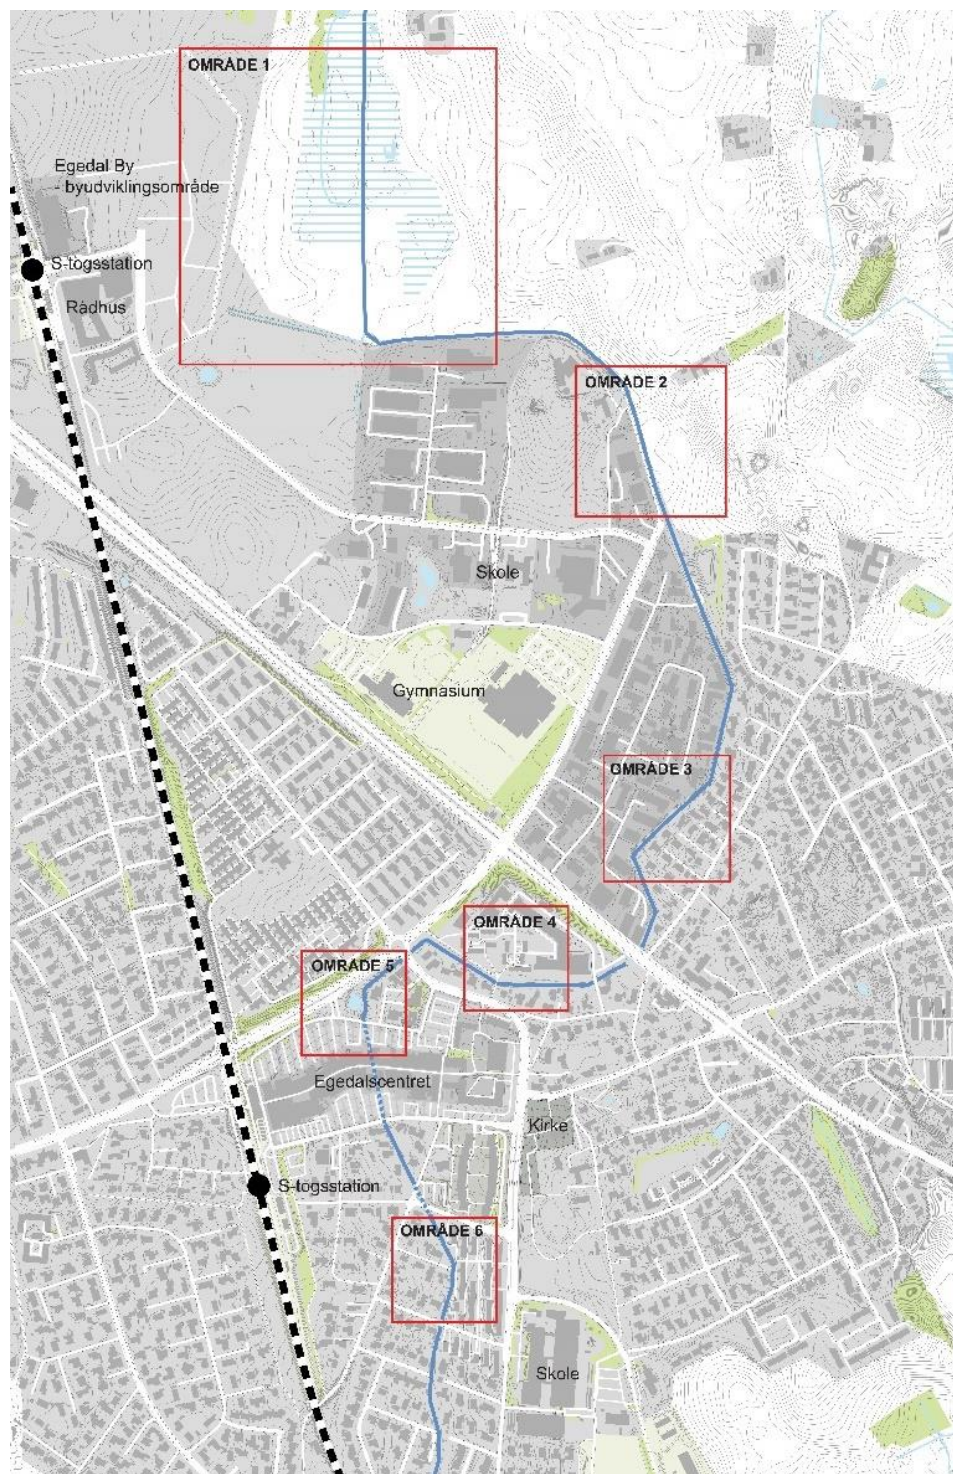 OMRÅDE 1
Egedal By
- byudviklingsområde
S-togsstation
Rådhus
OMRÅDE 2
Skole
Gymnasium
OMRÅDE 3
OMRÅDE 4
OMRÅDE 5
Egedalscentret
Kirke
S-togsstation
OMRÅDE 6
Skole